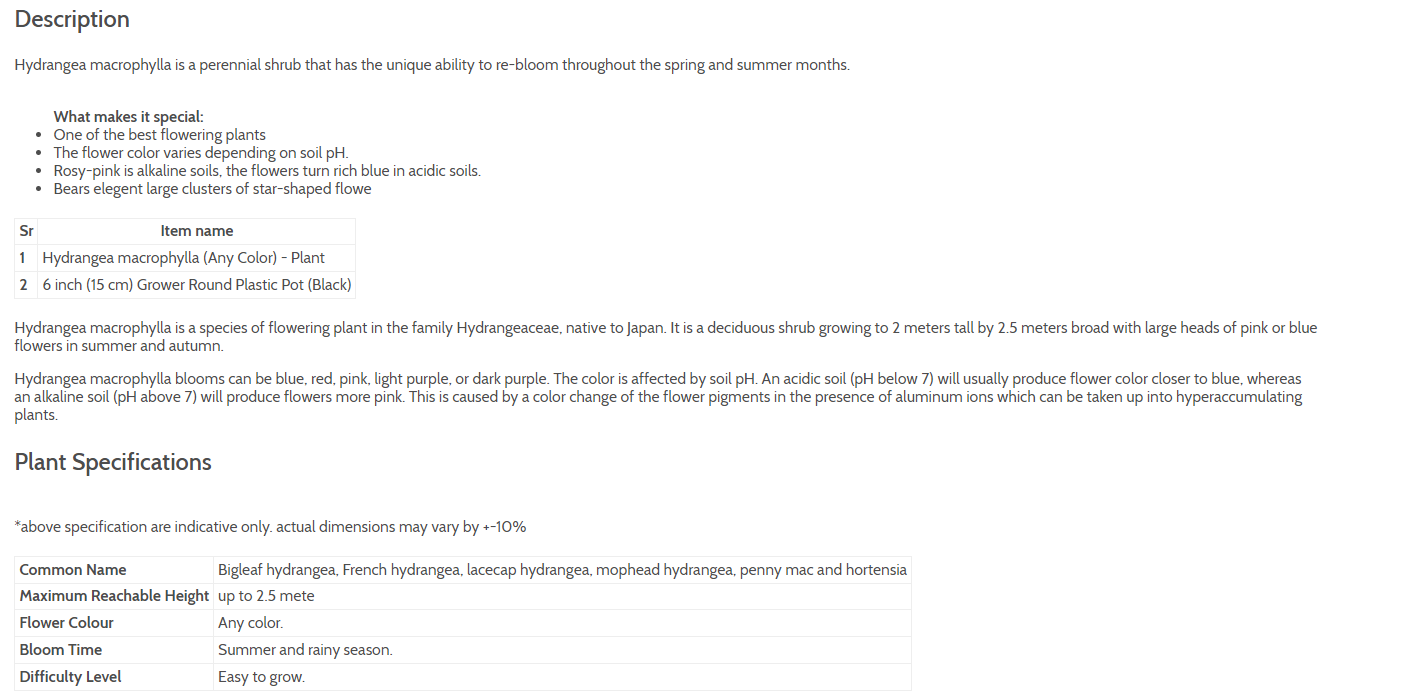 Description
Hydrangea macrophylla is a perennial shrub that has the unique ability to re-bloom throughout the spring and summer months.
What makes it special:
• One of the best flowering plants
• The flower color varies depending on soil pH.
• Rosy-pink is alkaline soils, the flowers turn rich blue in acidic soils.
• Bears elegent large clusters of star-shaped flowe
Sr Item name
1 Hydrangea macrophylla (Any Color) - Plant
2 6 inch (15 cm) Grower Round Plastic Pot (Black)
Hydrangea macrophylla is a species of flowering plant in the family Hydrangeaceae, native to Japan. It is a deciduous shrub growing to 2 meters tall by 2.5 meters broad with large heads of pink or blue
flowers in summer and autumn.
Hydrangea macrophylla blooms can be blue, red, pink, light purple, or dark purple. The color is affected by soil pH. An acidic soil (pH below 7) will usually produce flower color closer to blue, whereas
an alkaline soil (pH above 7) will produce flowers more pink. This is caused by a color change of the flower pigments in the presence of aluminum ions which can be taken up into hyperaccumulating
plants.
Plant Specifications
*above specification are indicative only. actual dimensions may vary by +-10%
Common Name Bigleaf hydrangea, French hydrangea, lacecap hydrangea, mophead hydrangea, penny mac and hortensia
Maximum Reachable Height up to 2.5 mete
Flower Colour Any color.
Bloom Time Summer and rainy season.
Difficulty Level Easy to grow.